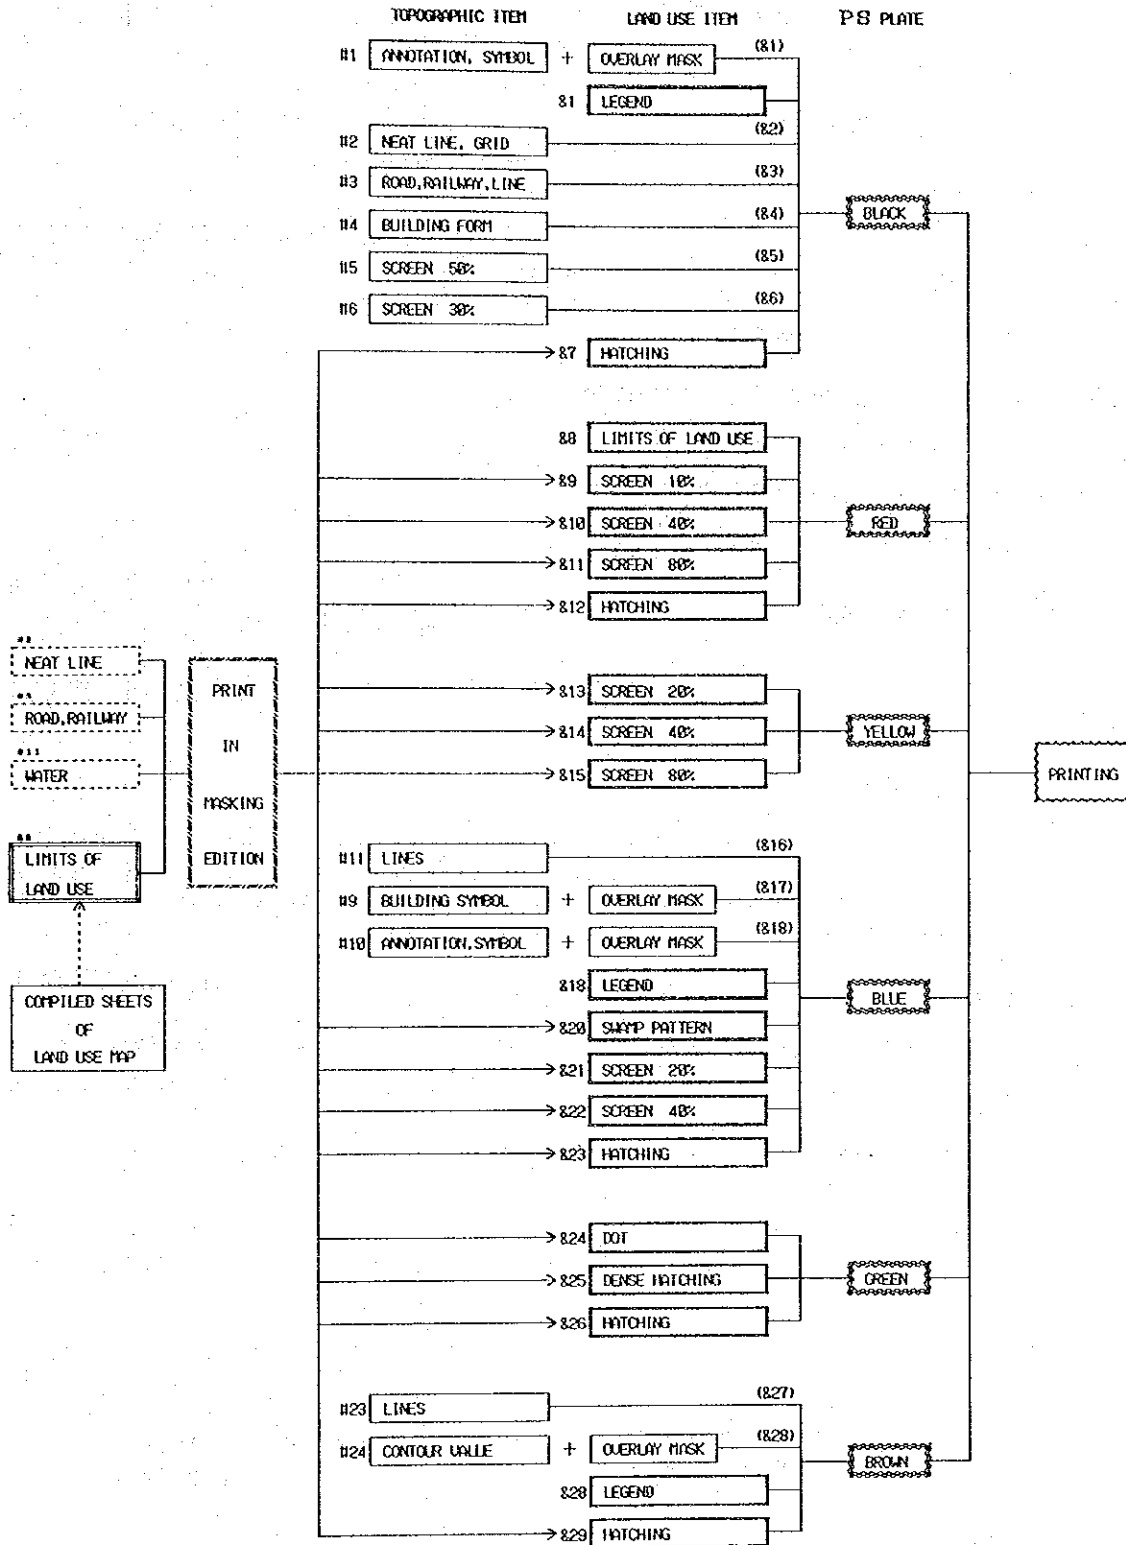 TOPOGRAPHIC ITEM LAND USE ITEM PS PLATE
#1 ANNOTATION, SYMBOL + OVERLAY MASK (&1)
&1 LEGEND
#2 NEAT LINE, GRID (&2)
#3 ROAD,RAILWAY,LINE (&3)
#4 BUILDING FORM (&4)
BLACK
#5 SCREEN 50% (&5)
#6 SCREEN 30% (&6)
&7 HATCHING
&8 LIMITS OF LAND USE
&9 SCREEN 10%
&10 SCREEN 40% RED
&11 SCREEN 80%
&12 HATCHING
NEAT LINE
ROAD,RAILWAY
#11
WATER
LIMITS OF
LAND USE
COMPILED SHEETS
OF
LAND USE MAP
PRINT
IN
MASKING
EDITION
&13 SCREEN 20%
&14 SCREEN 40% YELLOW
&15 SCREEN 80%
PRINTING
#11 LINES (&16)
#9 BUILDING SYMBOL + OVERLAY MASK (&17)
#10 ANNOTATION,SYMBOL + OVERLAY MASK (&18)
&18 LEGEND
BLUE
&20 SWAMP PATTERN
&21 SCREEN 20%
&22 SCREEN 40%
&23 HATCHING
&24 DOT
&25 DENSE HATCHING GREEN
&26 HATCHING
#23 LINES (&27)
#24 CONTOUR VALLE + OVERLAY MASK (&28)
BROWN
&28 LEGEND
&29 HATCHING